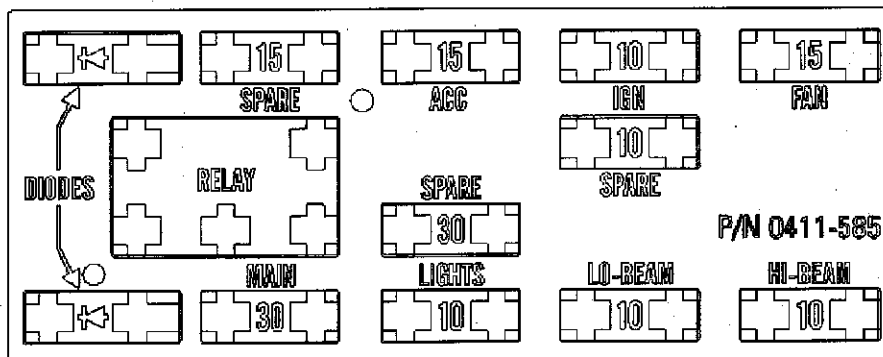 15 15 10 15
SPARE ACC IGN FAN
10
DIODES RELAY SPARE SPARE
30 P/N 0411-585
MAIN LIGHTS LO-BEAM HI-BEAM
30 10 10 10